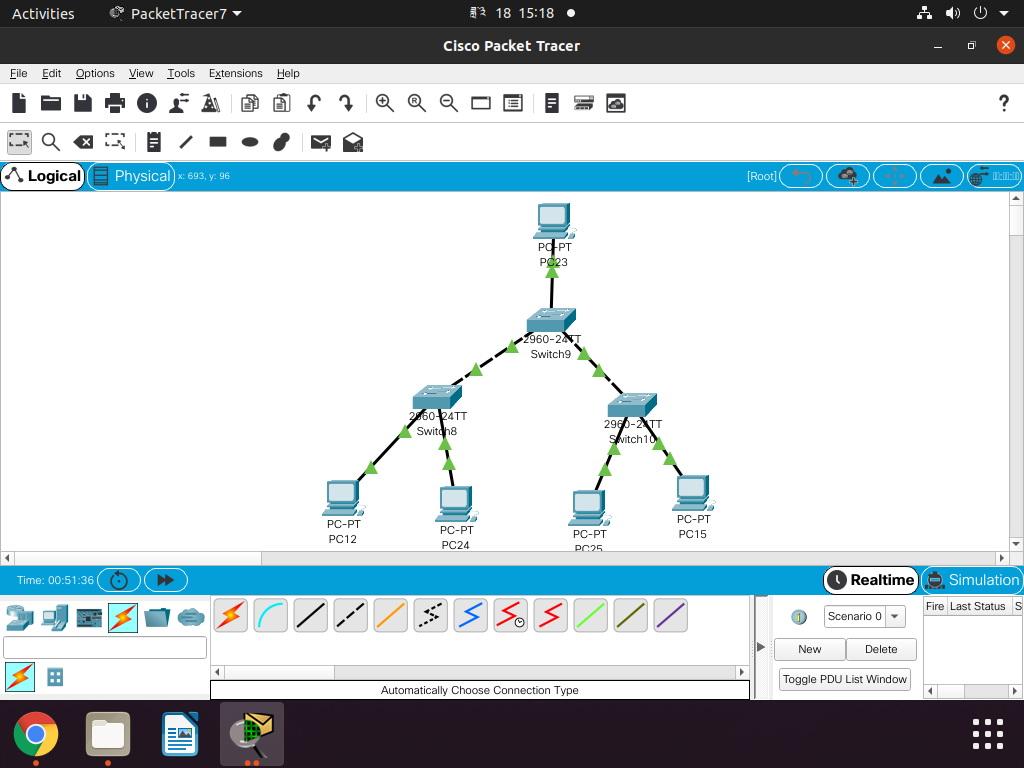 Activities
PacketTracer7
18 15:18
Cisco Packet Tracer
File Edit Options View Tools Extensions Help
Logical
Physical
x: 693, y: 96
[Root]
PC-PT
PC23
2960-24TT
Switch9
2960-24TT
Switch8
2960-24TT
Switch10
PC-PT
PC12
PC-PT
PC24
PC-PT
PC25
PC-PT
PC15
Time: 00:51:36
Realtime
Simulation
Scenario 0
Fire Last Status S
New
Delete
Toggle PDU List Window
Automatically Choose Connection Type